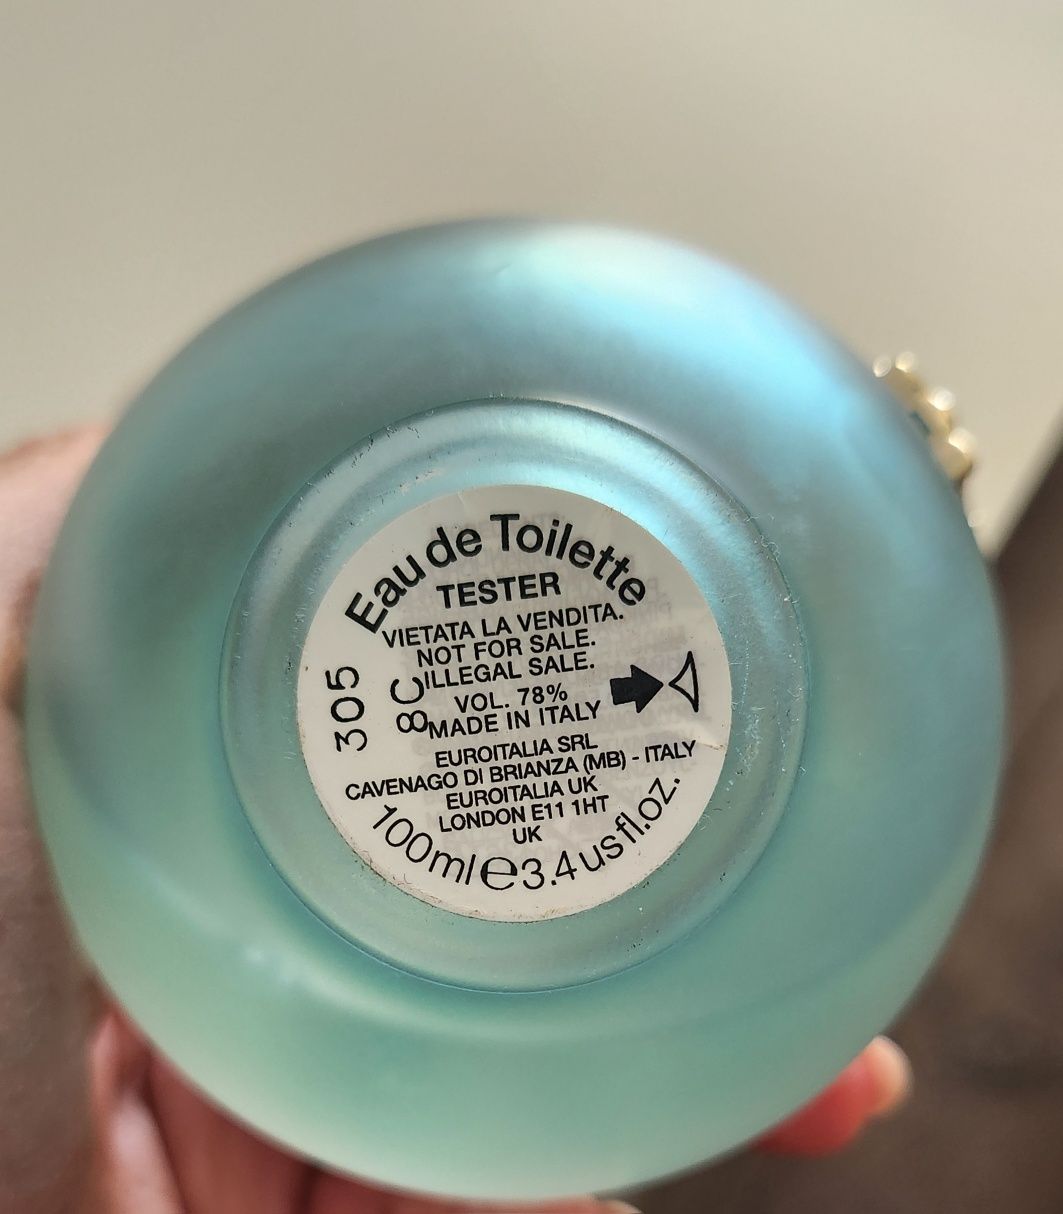 Eau de Toilette
TESTER
VIETATA LA VENDITA.
NOT FOR SALE.
ILLEGAL SALE.
VOL. 78%
MADE IN ITALY
305
8C
EUROITALIA SRL
CAVENAGO DI BRIANZA (MB) - ITALY
EUROITALIA UK
LONDON E11 1HT
UK
100ml e 3.4 us fl.oz.